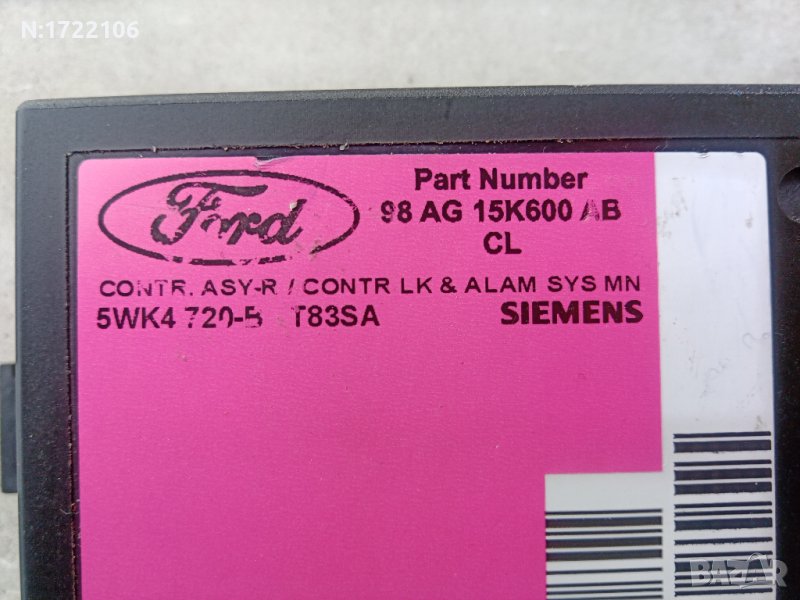 N:1722106
Ford
Part Number
98 AG 15K600 AB
CL
CONTR. ASY-R / CONTR LK & ALAM SYS MN
5WK4 720-B T83SA
SIEMENS
BAZAR